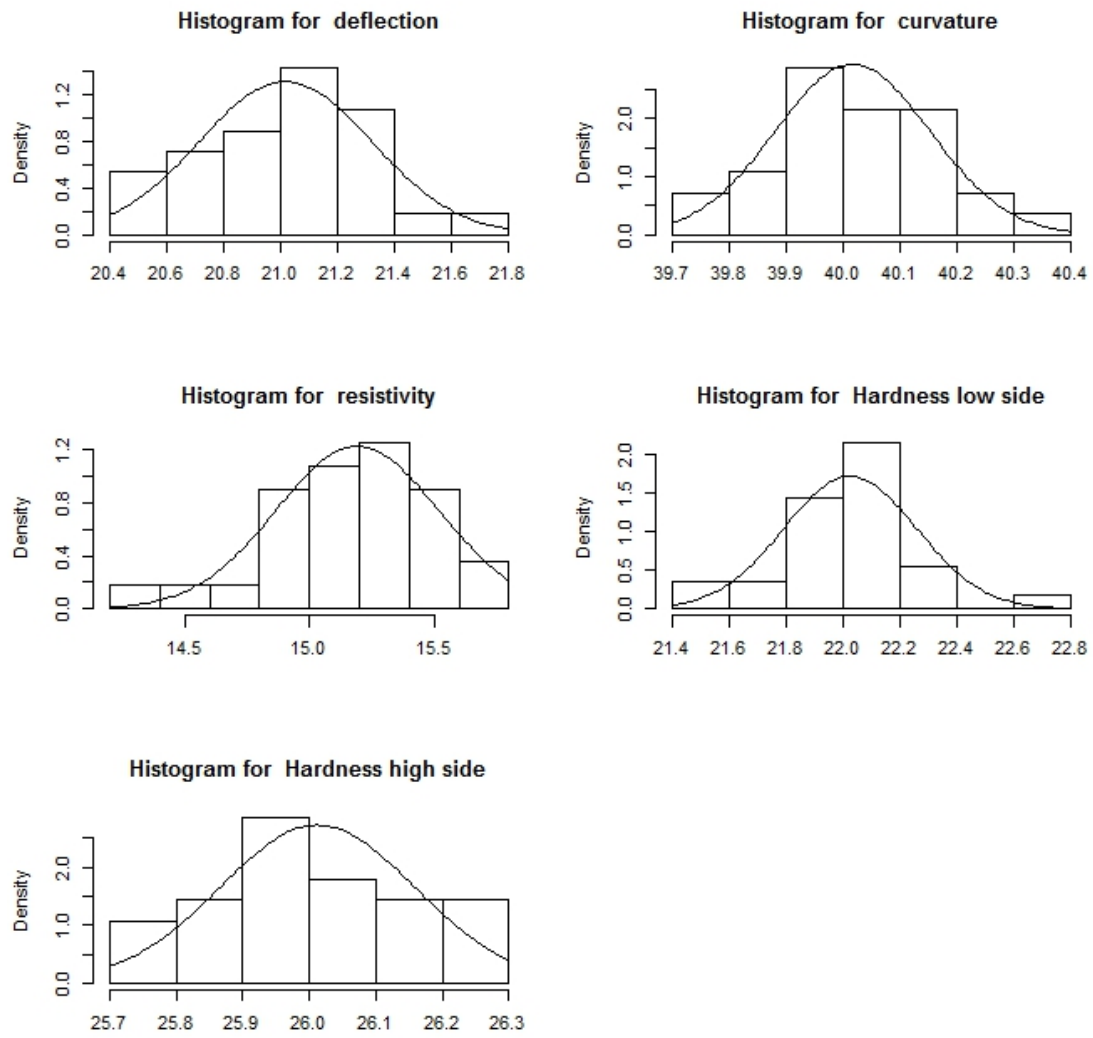 Histogram for deflection
Density
0.0 0.4 0.8 1.2
20.4 20.6 20.8 21.0 21.2 21.4 21.6 21.8
Histogram for curvature
Density
0.0 1.0 2.0
39.7 39.8 39.9 40.0 40.1 40.2 40.3 40.4
Histogram for resistivity
Density
0.0 0.4 0.8 1.2
14.5 15.0 15.5
Histogram for Hardness low side
Density
0.0 0.5 1.0 1.5 2.0
21.4 21.6 21.8 22.0 22.2 22.4 22.6 22.8
Histogram for Hardness high side
Density
0.0 1.0 2.0
25.7 25.8 25.9 26.0 26.1 26.2 26.3